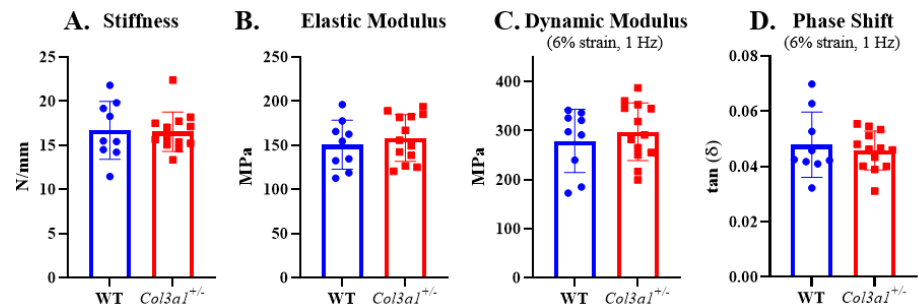 A. Stiffness
N/mm
25
20
15
10
5
0
WT Col3a1+/-
B. Elastic Modulus
MPa
250
200
150
100
50
0
WT Col3a1+/-
C. Dynamic Modulus
(6% strain, 1 Hz)
MPa
400
300
200
100
0
WT Col3a1+/-
D. Phase Shift
(6% strain, 1 Hz)
tan (δ)
0.08
0.06
0.04
0.02
0.00
WT Col3a1+/-